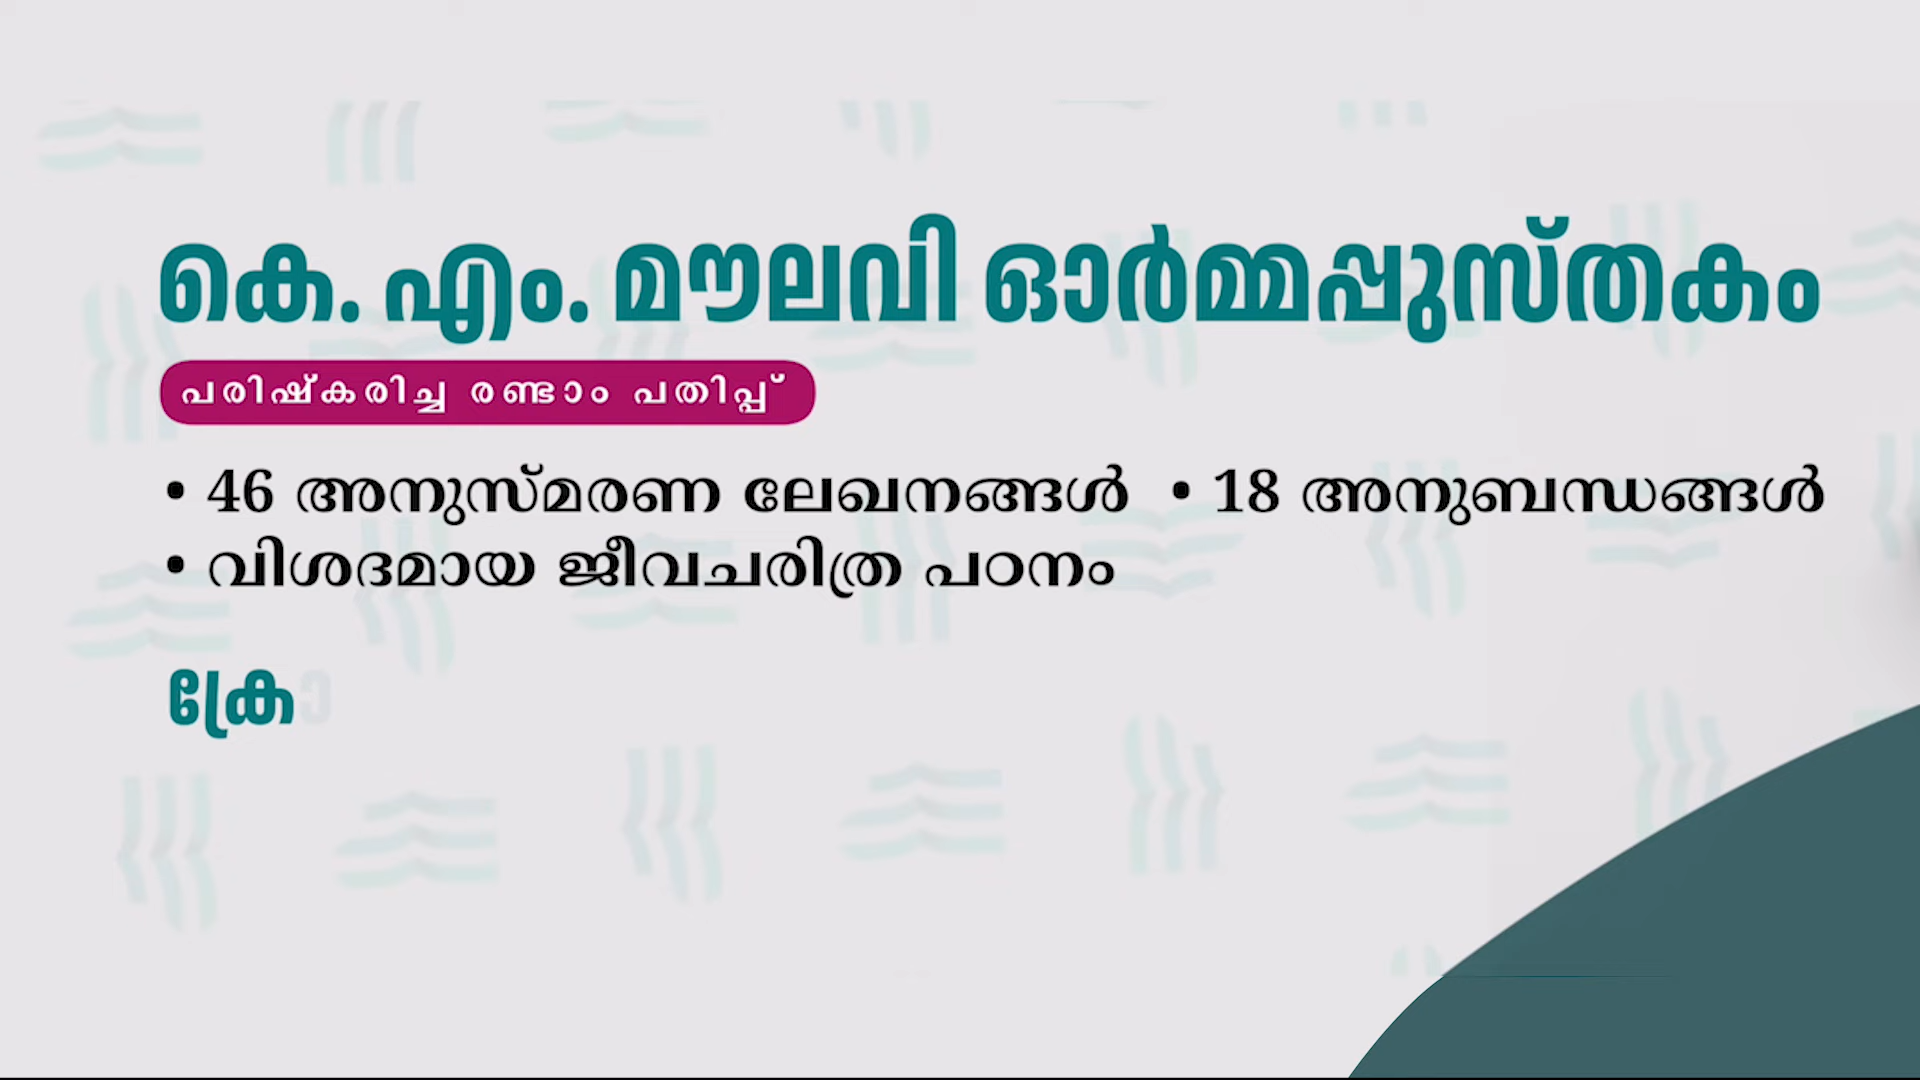 കെ. എം. മൗലവി ഓർമ്മപ്പുസ്തകം
പരിഷ്കരിച്ച രണ്ടാം പതിപ്പ്
• 46 അനുസ്മരണ ലേഖനങ്ങൾ • 18 അനുബന്ധങ്ങൾ
• വിശദമായ ജീവചരിത്ര പഠനം
ക്രോ